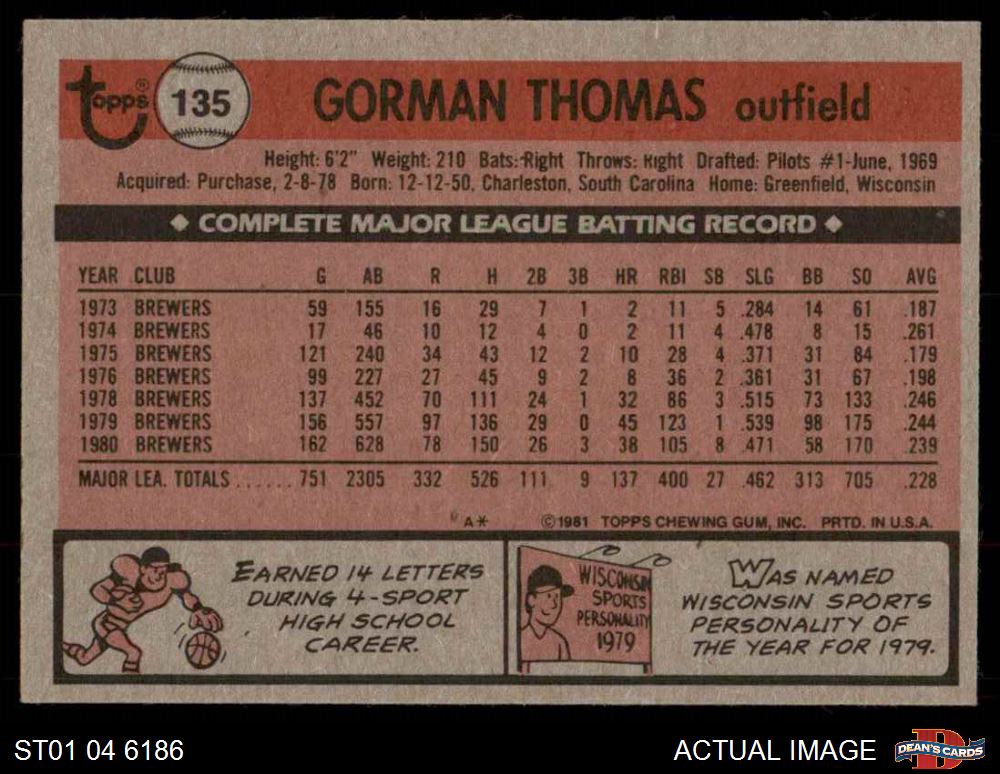 topps® 135 GORMAN THOMAS outfield
Height: 6'2" Weight: 210 Bats: Right Throws: Right Drafted: Pilots #1-June, 1969
Acquired: Purchase, 2-8-78 Born: 12-12-50, Charleston, South Carolina Home: Greenfield, Wisconsin
◆ COMPLETE MAJOR LEAGUE BATTING RECORD ◆
YEAR CLUB G AB R H 2B 3B HR RBI SB SLG BB SO AVG
1973 BREWERS 59 155 16 29 7 1 2 11 5 .284 14 61 .187
1974 BREWERS 17 46 10 12 4 0 2 11 4 .478 8 15 .261
1975 BREWERS 121 240 34 43 12 2 10 28 4 .371 31 84 .179
1976 BREWERS 99 227 27 45 9 2 8 36 2 .361 31 67 .198
1978 BREWERS 137 452 70 111 24 1 32 86 3 .515 73 133 .246
1979 BREWERS 156 557 97 136 29 0 45 123 1 .539 98 175 .244
1980 BREWERS 162 628 78 150 26 3 38 105 8 .471 58 170 .239
MAJOR LEA. TOTALS ...... 751 2305 332 526 111 9 137 400 27 .462 313 705 .228
A* ©1981 TOPPS CHEWING GUM, INC. PRTD. IN U.S.A.
EARNED 14 LETTERS
DURING 4-SPORT
HIGH SCHOOL
CAREER.
WISCONSIN
SPORTS
PERSONALITY
1979
WAS NAMED
WISCONSIN SPORTS
PERSONALITY OF
THE YEAR FOR 1979.
ST01 04 6186 ACTUAL IMAGE DEAN'S CARDS